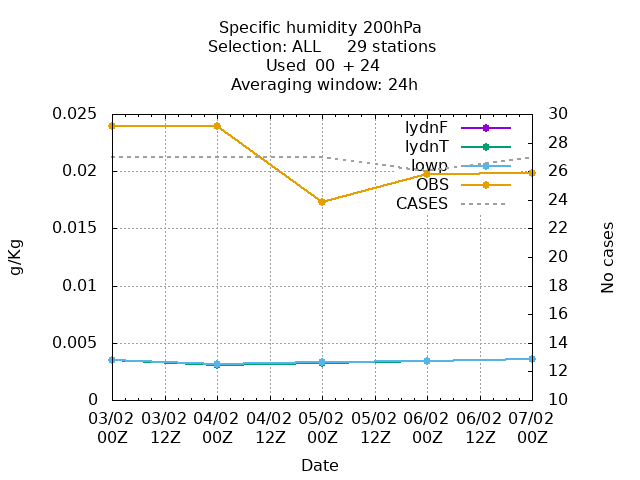 Specific humidity 200hPa
Selection: ALL 29 stations
Used 00 + 24
Averaging window: 24h
0.025
0.02
0.015
0.01
0.005
0
30
28
26
24
22
20
18
16
14
12
10
g/Kg
No cases
lydnF
lydnT
lowp
OBS
CASES
03/02 03/02 04/02 04/02 05/02 05/02 06/02 06/02 07/02
00Z 12Z 00Z 12Z 00Z 12Z 00Z 12Z 00Z
Date